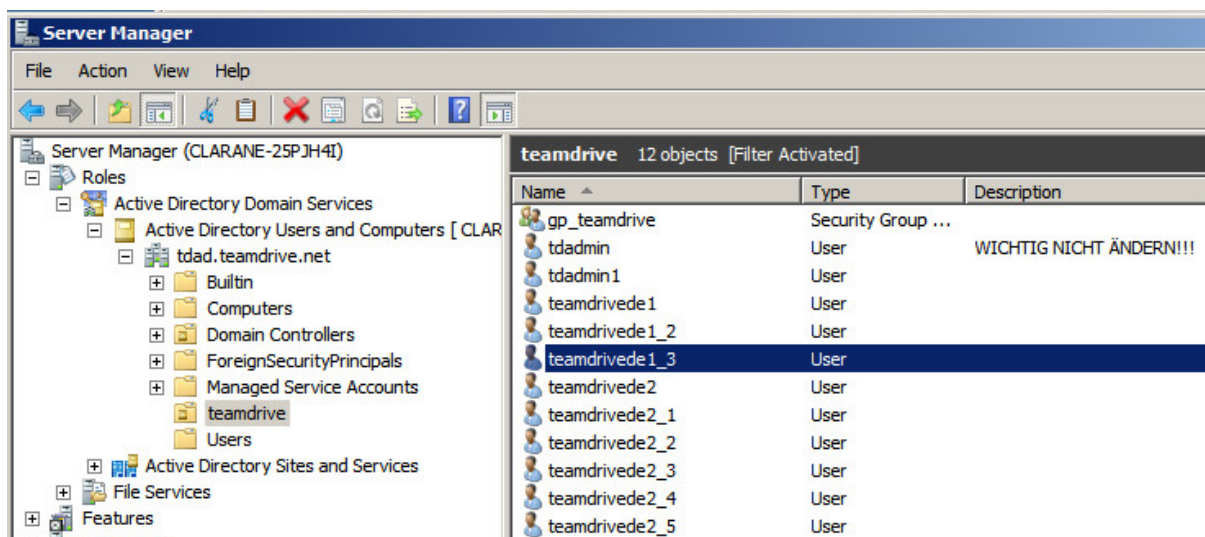 Server Manager
File Action View Help
Server Manager (CLARANE-25PJH4I)
Roles
Active Directory Domain Services
Active Directory Users and Computers [ CLAR
tdad.teamdrive.net
Builtin
Computers
Domain Controllers
ForeignSecurityPrincipals
Managed Service Accounts
teamdrive
Users
Active Directory Sites and Services
File Services
Features
teamdrive 12 objects [Filter Activated]
Name Type Description
gp_teamdrive Security Group ...
tdadmin User WICHTIG NICHT ÄNDERN!!!
tdadmin1 User
teamdrivede1 User
teamdrivede1_2 User
teamdrivede1_3 User
teamdrivede2 User
teamdrivede2_1 User
teamdrivede2_2 User
teamdrivede2_3 User
teamdrivede2_4 User
teamdrivede2_5 User